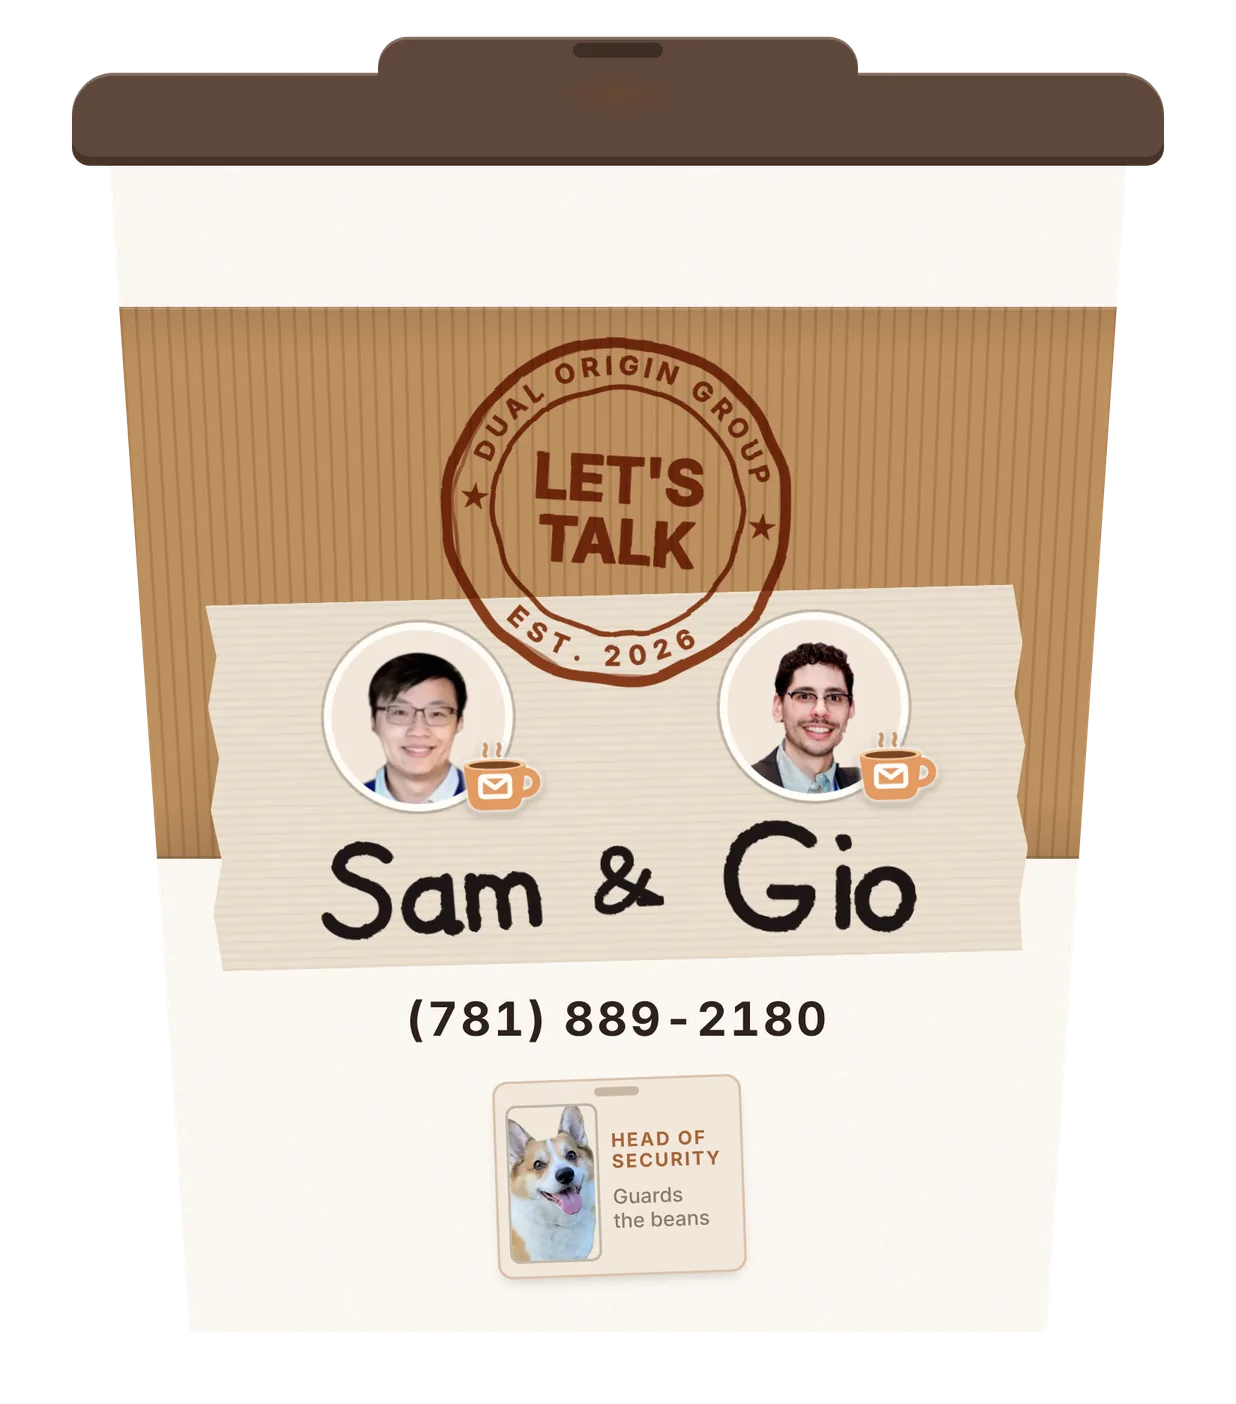 DUAL ORIGIN GROUP
LET'S
TALK
EST. 2026
Sam & Gio
(781) 889-2180
HEAD OF
SECURITY
Guards
the beans